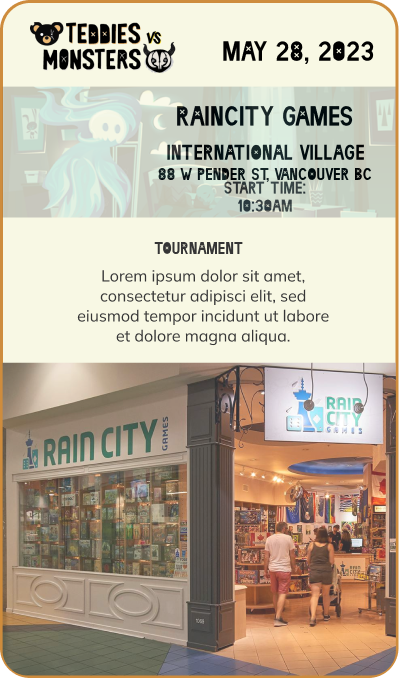 TEDDIES VS
MONSTERS
MAY 28, 2023
RAINCITY GAMES
INTERNATIONAL VILLAGE
88 W PENDER ST, VANCOUVER BC
START TIME:
10:30AM
TOURNAMENT
Lorem ipsum dolor sit amet,
consectetur adipisci elit, sed
eiusmod tempor incidunt ut labore
et dolore magna aliqua.
RAIN CITY
GAMES
RAIN
CITY
GAMES
RAIN
CITY